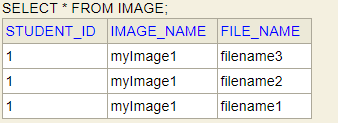 SELECT * FROM IMAGE;
STUDENT_ID IMAGE_NAME FILE_NAME
1 myImage1 filename3
1 myImage1 filename2
1 myImage1 filename1